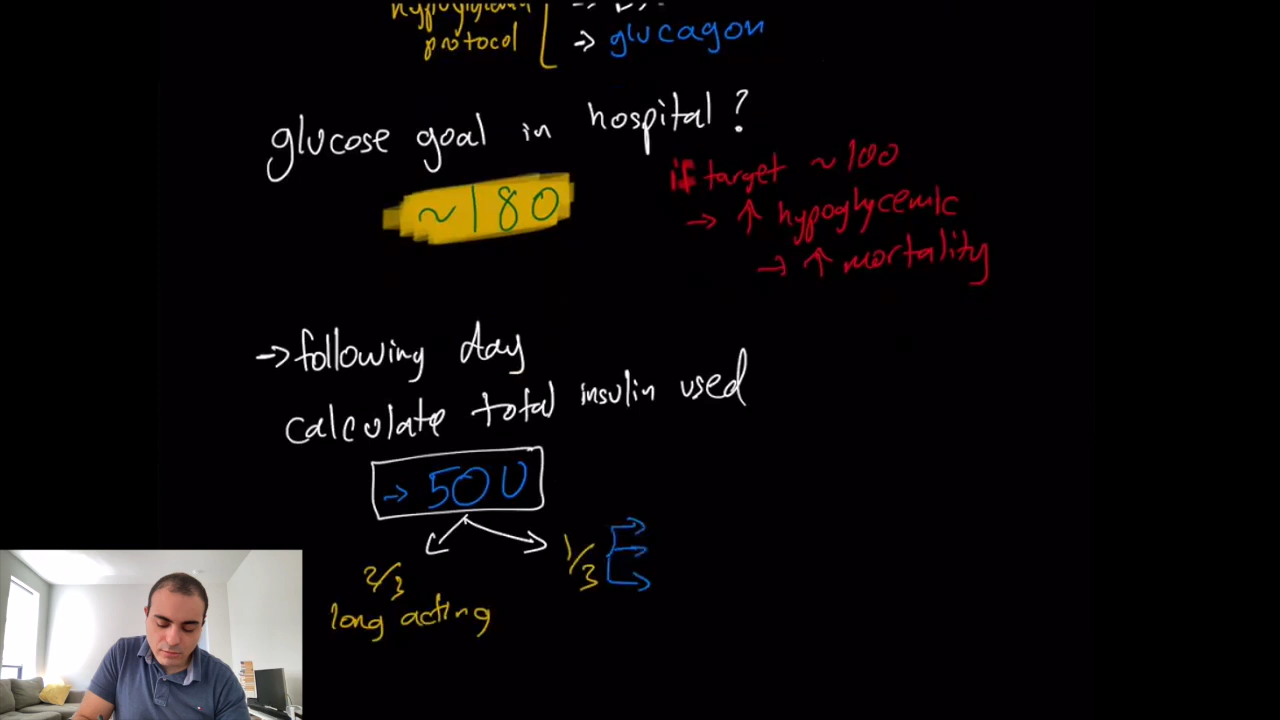 protocol → glucagon
glucose goal in hospital?
~180
if target ~100
→ ↑ hypoglycemic
→ ↑ mortality
→ following day
calculate total insulin used
→ 50U
2/3 1/3
long acting